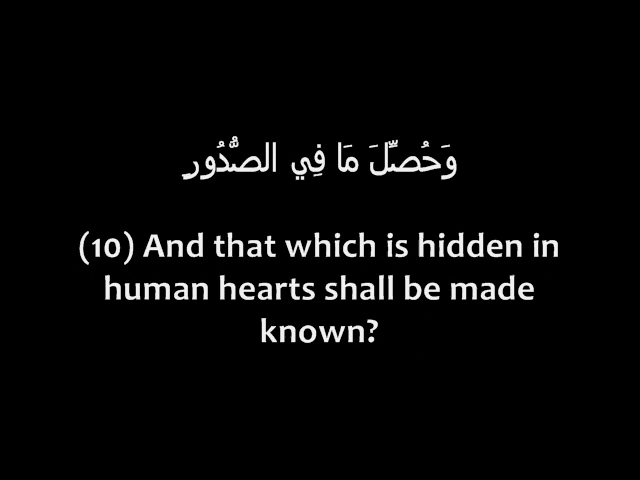 وَحُصِّلَ مَا فِي الصُّدُورِ
(10) And that which is hidden in
human hearts shall be made
known?